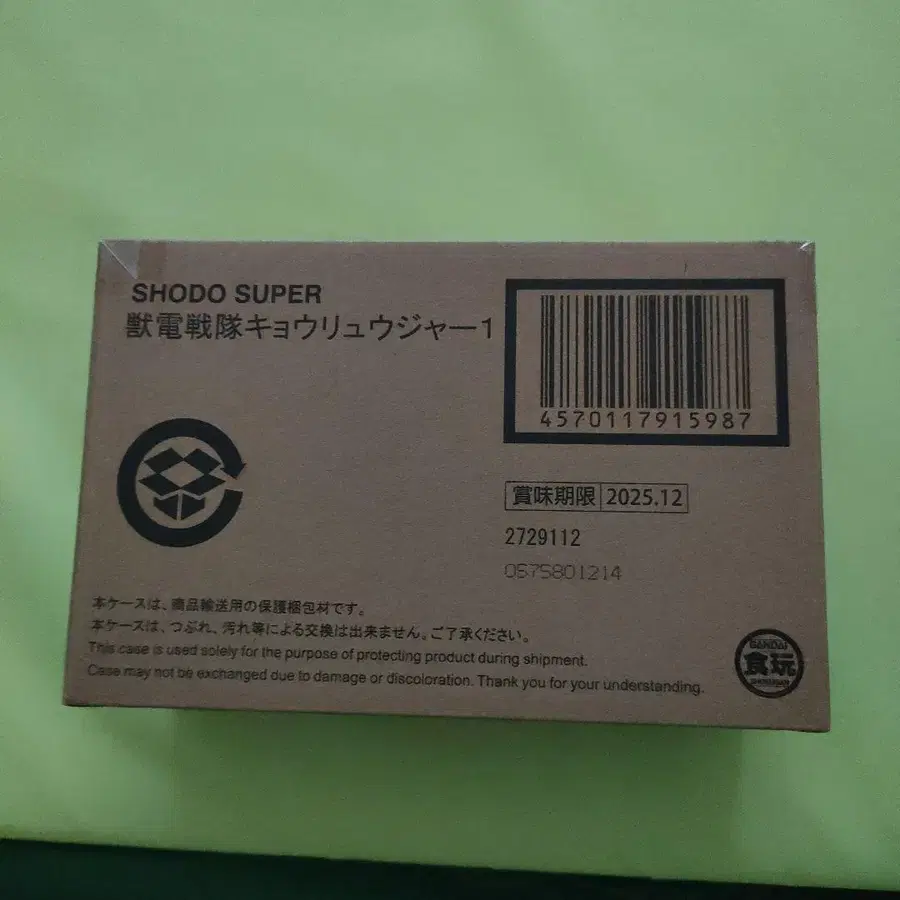 SHODO SUPER
獣電戦隊キョウリュウジャー1
4570117915987
賞味期限 2025.12
2729112
0575801214
本ケースは、商品輸送用の保護梱包材です。
本ケースは、つぶれ、汚れ等による交換は出来ません。ご了承ください。
This case is used solely for the purpose of protecting product during shipment.
Case may not be exchanged due to damage or discoloration. Thank you for your understanding.
BANDAI
食玩
SHOKUGAN